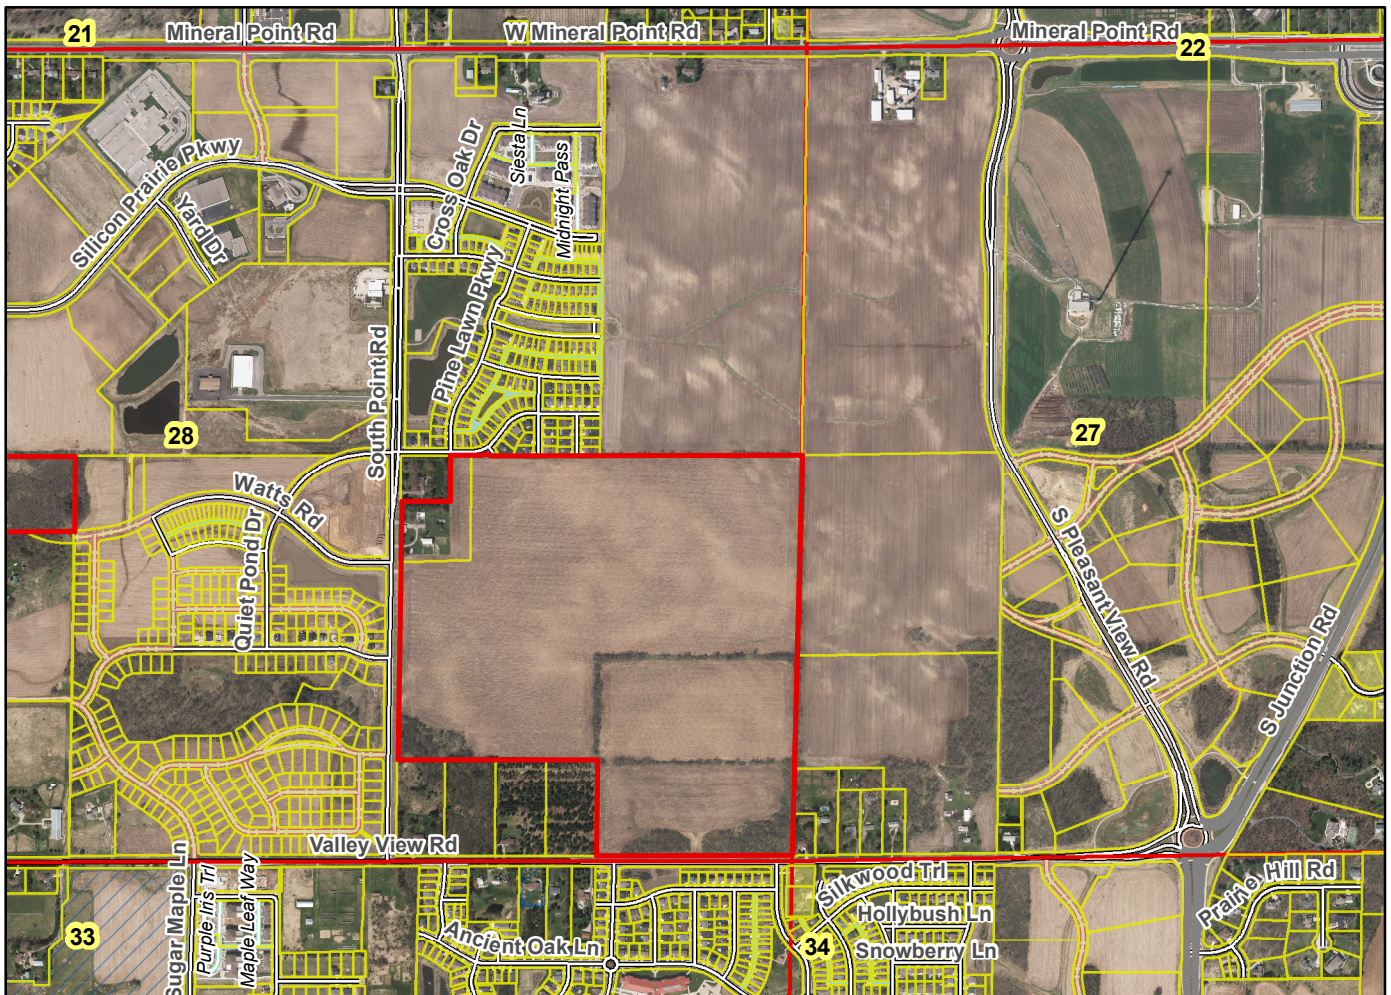 21
Mineral Point Rd
W Mineral Point Rd
Mineral Point Rd
22
Silicon Prairie Pkwy
Yard Dr
Cross Oak Dr
Siesta Ln
Midnight Pass
Pine Lawn Pkwy
South Point Rd
28
27
Watts Rd
Quiet Pond Dr
S Pleasant View Rd
S Junction Rd
Valley View Rd
Sugar Maple Ln
Purple Iris Trl
Maple Leaf Way
33
Ancient Oak Ln
Silkwood Trl
Hollybush Ln
34
Snowberry Ln
Prairie Hill Rd